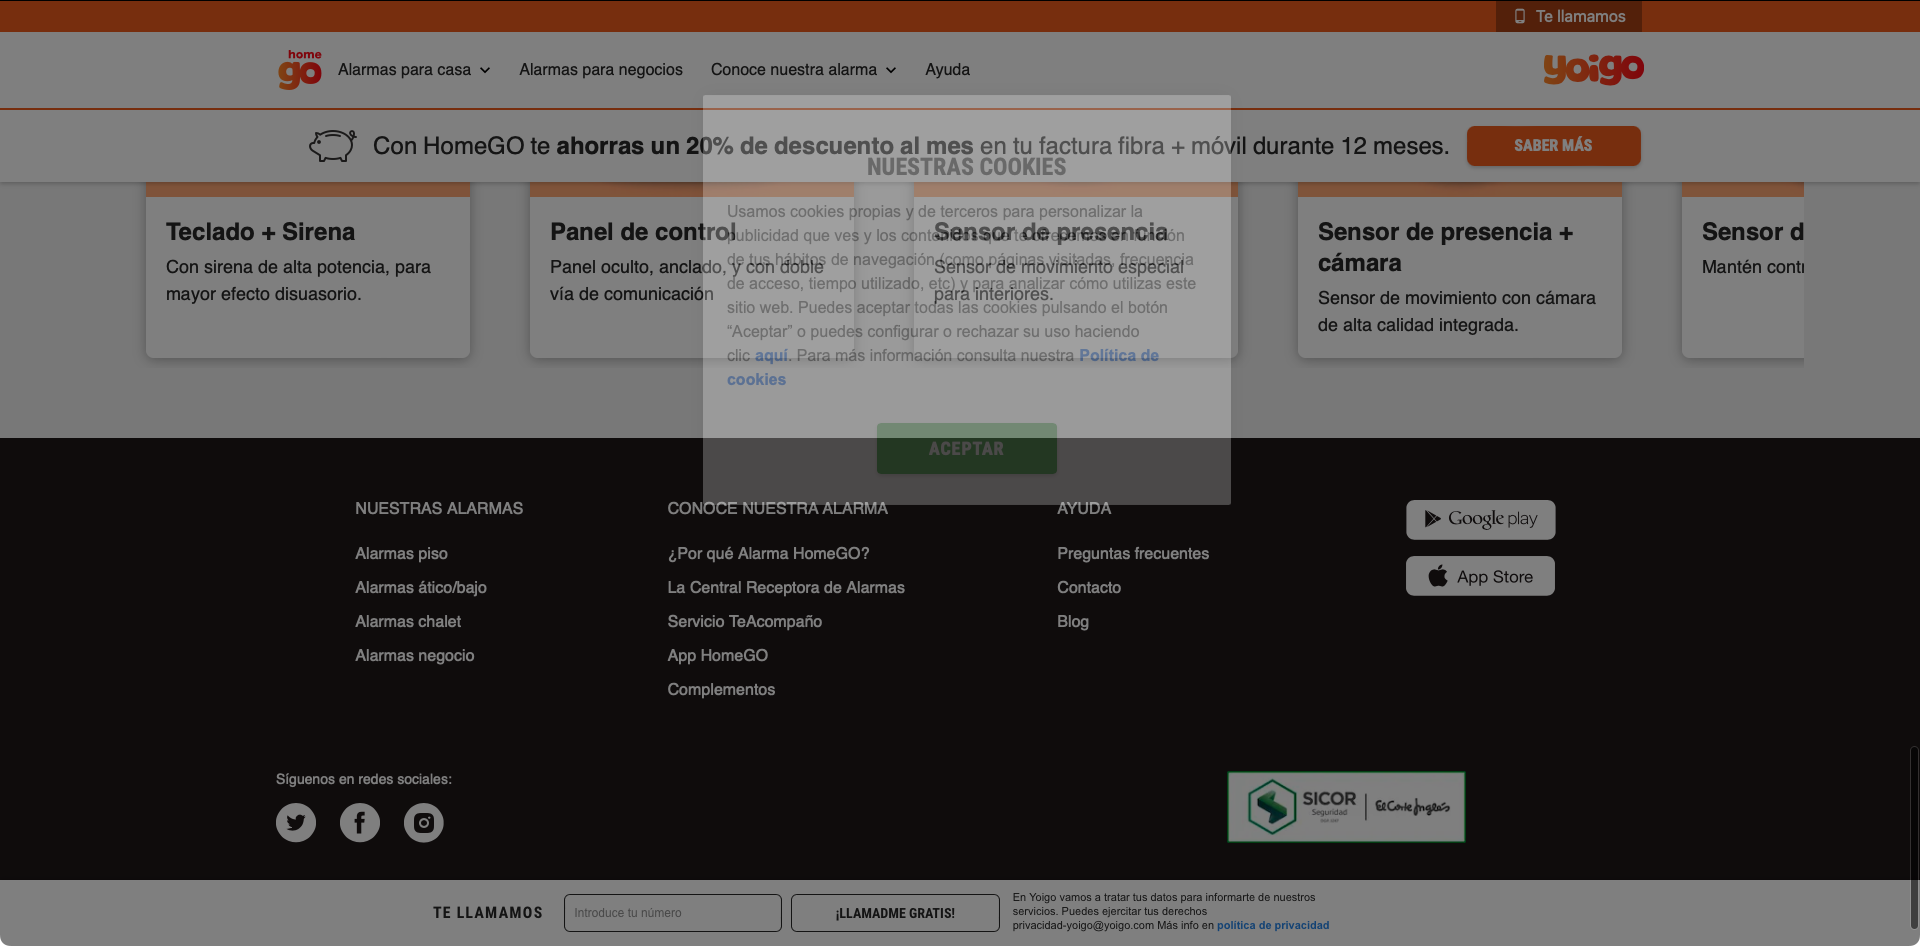 Te llamamos
home
go
Alarmas para casa
Alarmas para negocios
Conoce nuestra alarma
Ayuda
yoigo
Con HomeGO te ahorras un 20% de descuento al mes en tu factura fibra + móvil durante 12 meses.
SABER MÁS
NUESTRAS COOKIES
Usamos cookies propias y de terceros para personalizar la
publicidad que ves y los contenidos que te ofrecemos en función
de tus hábitos de navegación (como páginas visitadas, frecuencia
de acceso, tiempo utilizado, etc) y para analizar cómo utilizas este
sitio web. Puedes aceptar todas las cookies pulsando el botón
“Aceptar” o puedes configurar o rechazar su uso haciendo
clic aquí. Para más información consulta nuestra Política de
cookies
ACEPTAR
Teclado + Sirena
Con sirena de alta potencia, para
mayor efecto disuasorio.
Panel de control
Panel oculto, anclado, y con doble
vía de comunicación
Sensor de presencia
Sensor de movimiento especial
para interiores.
Sensor de presencia +
cámara
Sensor de movimiento con cámara
de alta calidad integrada.
Sensor d
Mantén contr
NUESTRAS ALARMAS
Alarmas piso
Alarmas ático/bajo
Alarmas chalet
Alarmas negocio
CONOCE NUESTRA ALARMA
¿Por qué Alarma HomeGO?
La Central Receptora de Alarmas
Servicio TeAcompaño
App HomeGO
Complementos
AYUDA
Preguntas frecuentes
Contacto
Blog
Google play
App Store
Síguenos en redes sociales:
SICOR
Seguridad
El Corte Inglés
TE LLAMAMOS
Introduce tu número
¡LLAMADME GRATIS!
En Yoigo vamos a tratar tus datos para informarte de nuestros
servicios. Puedes ejercitar tus derechos
privacidad-yoigo@yoigo.com Más info en política de privacidad